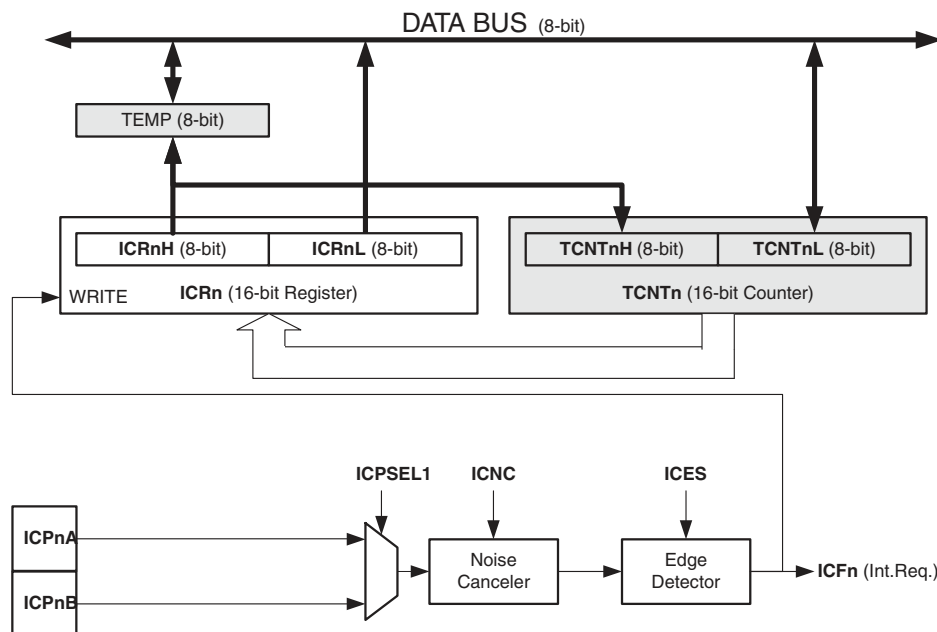 DATA BUS (8-bit)
TEMP (8-bit)
ICRnH (8-bit) ICRnL (8-bit) TCNTnH (8-bit) TCNTnL (8-bit)
WRITE ICRn (16-bit Register) TCNTn (16-bit Counter)
ICPSEL1 ICNC ICES
ICPnA
Noise Canceler
Edge Detector
ICFn (Int.Req.)
ICPnB